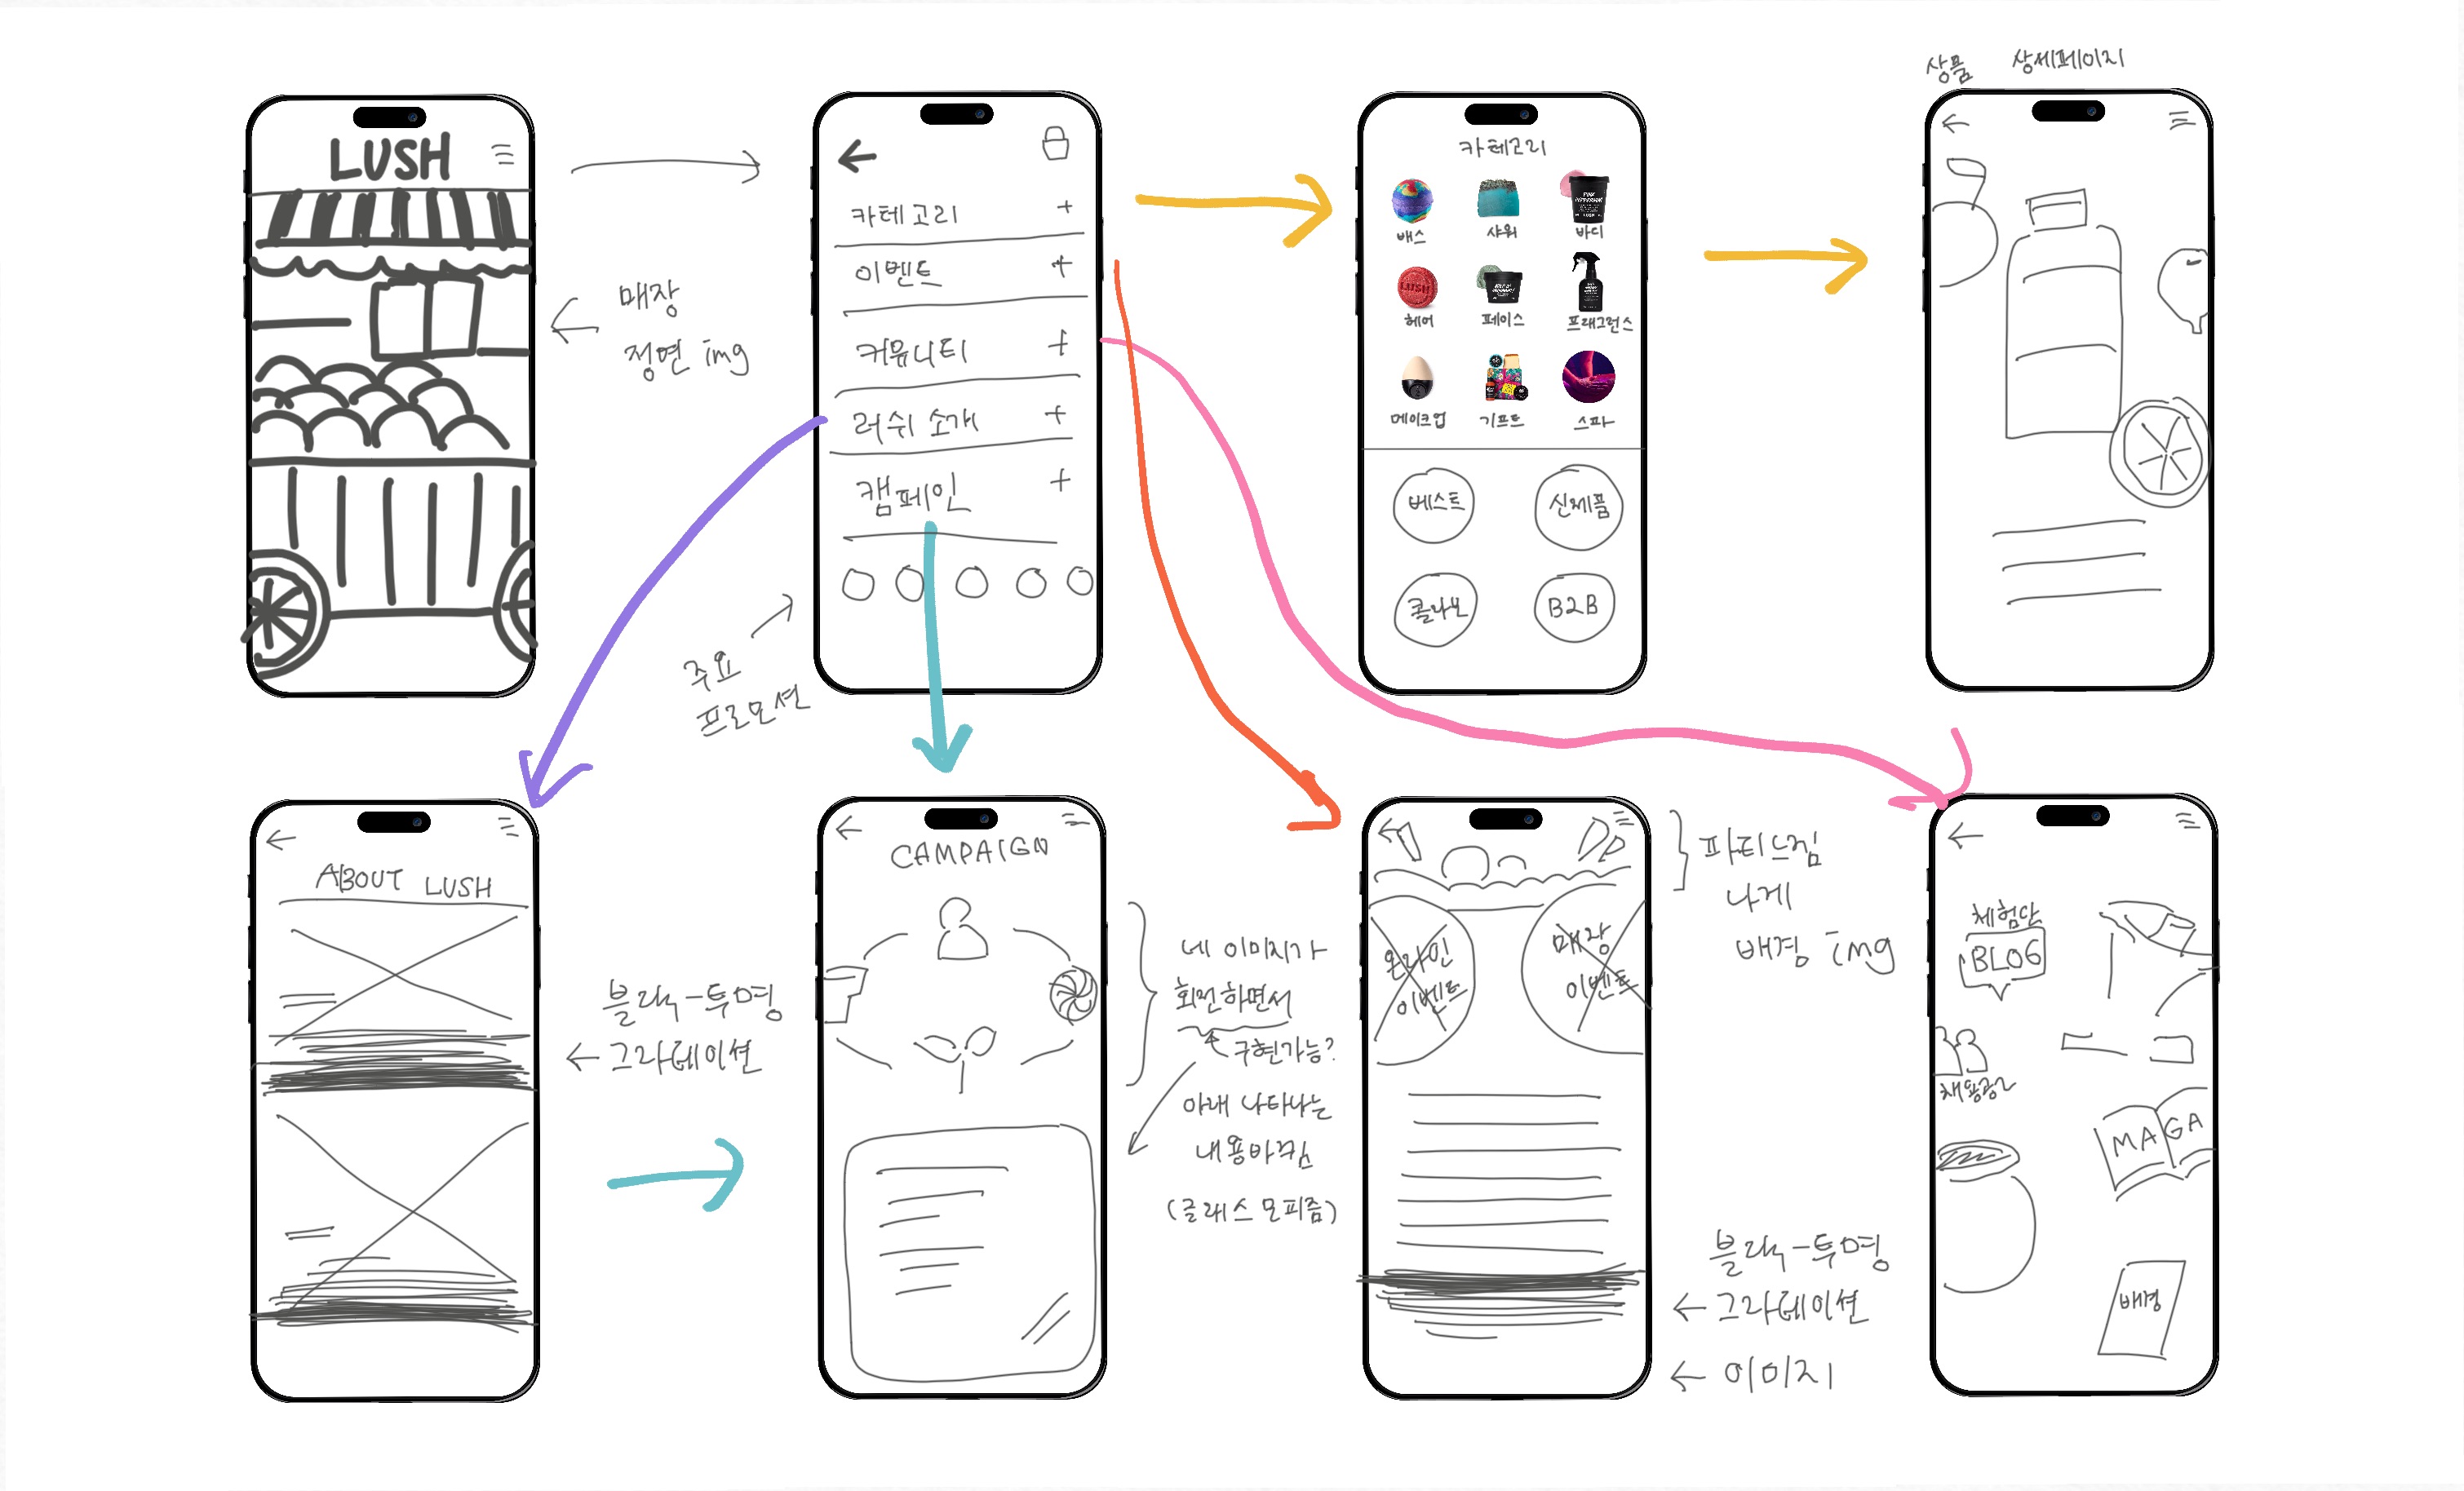 LUSH
매장
정면 img
카테고리 +
이벤트 +
커뮤니티 +
러쉬 소개 +
캠페인 +
주요
프로모션
카테고리
배스 샤워 바디
LUSH
헤어 페이스 프래그런스
메이크업 기프트 스파
베스트 신제품
콜라보 B2B
상품 상세페이지
ABOUT LUSH
블랙-투명
그라데이션
CAMPAIGN
네 이미지가
회전하면서
구현가능?
아래 나타나는
내용바뀜
(글래스 모피즘)
온라인
이벤트
매장
이벤트
파티느낌
나게
배경 img
블랙-투명
그라데이션
이미지
체험단
BLOG
채용공고
MAGA
배경